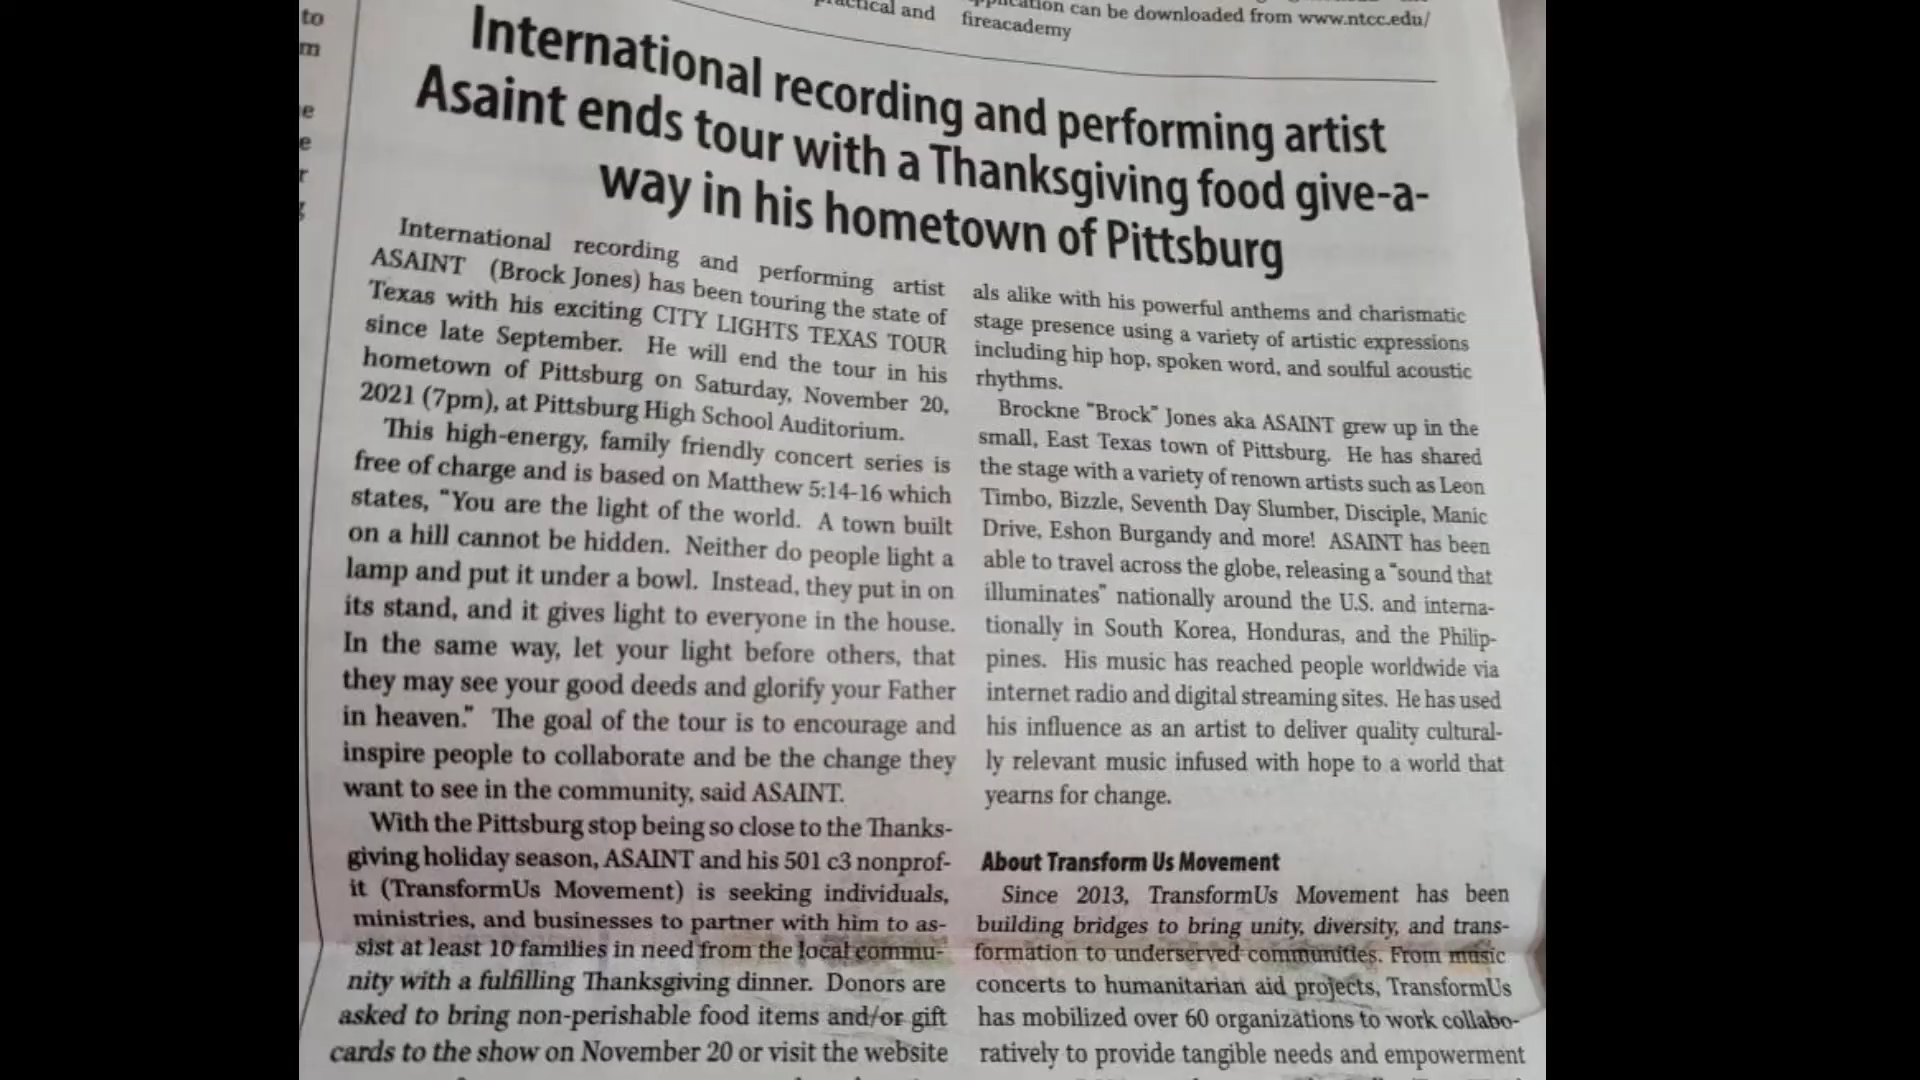 to
m
e
e
r
practical and
application can be downloaded from www.ntcc.edu/
fireacademy
International recording and performing artist
Asaint ends tour with a Thanksgiving food give-a-
way in his hometown of Pittsburg
International recording and performing artist
ASAINT (Brock Jones) has been touring the state of
Texas with his exciting CITY LIGHTS TEXAS TOUR
since late September. He will end the tour in his
hometown of Pittsburg on Saturday, November 20,
2021 (7pm), at Pittsburg High School Auditorium.
This high-energy, family friendly concert series is
free of charge and is based on Matthew 5:14-16 which
states, "You are the light of the world. A town built
on a hill cannot be hidden. Neither do people light a
lamp and put it under a bowl. Instead, they put in on
its stand, and it gives light to everyone in the house.
In the same way, let your light before others, that
they may see your good deeds and glorify your Father
in heaven." The goal of the tour is to encourage and
inspire people to collaborate and be the change they
want to see in the community, said ASAINT.
With the Pittsburg stop being so close to the Thanks-
giving holiday season, ASAINT and his 501 c3 nonprof-
it (TransformUs Movement) is seeking individuals,
ministries, and businesses to partner with him to as-
sist at least 10 families in need from the local commu-
nity with a fulfilling Thanksgiving dinner. Donors are
asked to bring non-perishable food items and/or gift
cards to the show on November 20 or visit the website
als alike with his powerful anthems and charismatic
stage presence using a variety of artistic expressions
including hip hop, spoken word, and soulful acoustic
rhythms.
Brockne "Brock" Jones aka ASAINT grew up in the
small, East Texas town of Pittsburg. He has shared
the stage with a variety of renown artists such as Leon
Timbo, Bizzle, Seventh Day Slumber, Disciple, Manic
Drive, Eshon Burgandy and more! ASAINT has been
able to travel across the globe, releasing a "sound that
illuminates" nationally around the U.S. and interna-
tionally in South Korea, Honduras, and the Philip-
pines. His music has reached people worldwide via
internet radio and digital streaming sites. He has used
his influence as an artist to deliver quality cultural-
ly relevant music infused with hope to a world that
yearns for change.
About Transform Us Movement
Since 2013, TransformUs Movement has been
building bridges to bring unity, diversity, and trans-
formation to underserved communities. From music
concerts to humanitarian aid projects, TransformUs
has mobilized over 60 organizations to work collabo-
ratively to provide tangible needs and empowerment